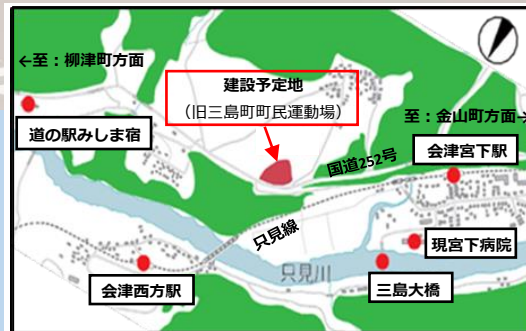 ←至：柳津町方面
建設予定地
（旧三島町町民運動場）
至：金山町方面→
道の駅みしま宿
国道252号
会津宮下駅
只見線
現宮下病院
只見川
会津西方駅
三島大橋